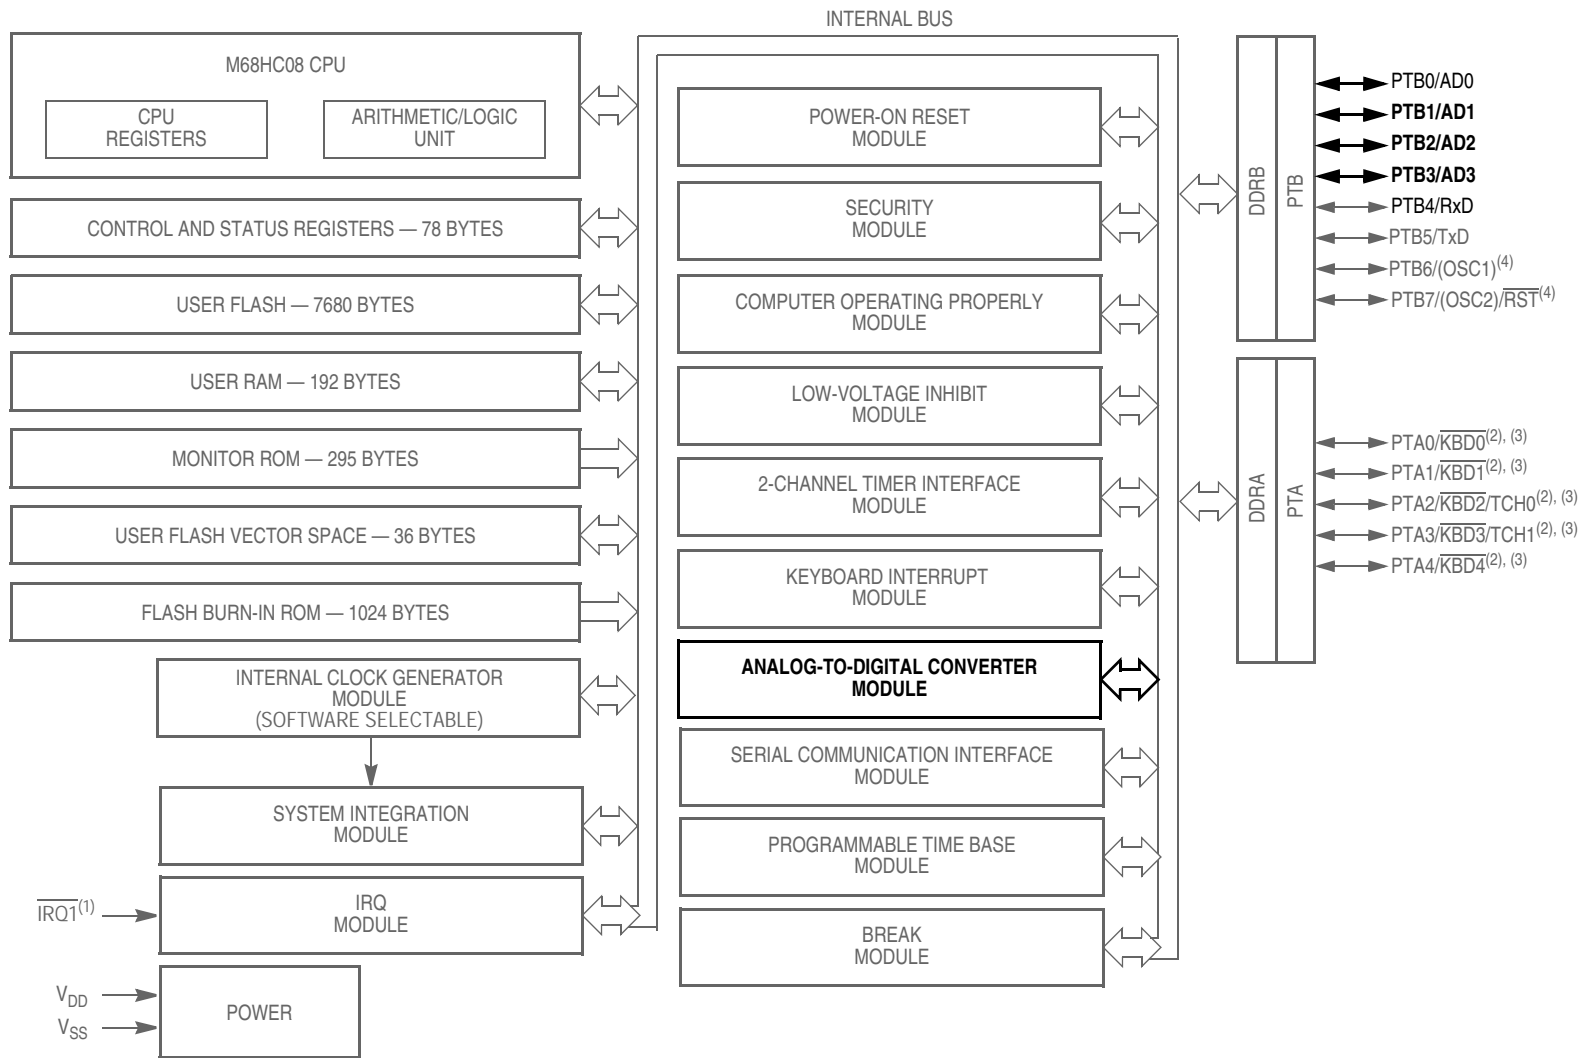 INTERNAL BUS
M68HC08 CPU
CPU
REGISTERS
ARITHMETIC/LOGIC
UNIT
CONTROL AND STATUS REGISTERS — 78 BYTES
USER FLASH — 7680 BYTES
USER RAM — 192 BYTES
MONITOR ROM — 295 BYTES
USER FLASH VECTOR SPACE — 36 BYTES
FLASH BURN-IN ROM — 1024 BYTES
INTERNAL CLOCK GENERATOR
MODULE
(SOFTWARE SELECTABLE)
SYSTEM INTEGRATION
MODULE
IRQ1(1)
IRQ
MODULE
VDD
VSS
POWER
POWER-ON RESET
MODULE
SECURITY
MODULE
COMPUTER OPERATING PROPERLY
MODULE
LOW-VOLTAGE INHIBIT
MODULE
2-CHANNEL TIMER INTERFACE
MODULE
KEYBOARD INTERRUPT
MODULE
ANALOG-TO-DIGITAL CONVERTER
MODULE
SERIAL COMMUNICATION INTERFACE
MODULE
PROGRAMMABLE TIME BASE
MODULE
BREAK
MODULE
DDRB
PTB
PTB0/AD0
PTB1/AD1
PTB2/AD2
PTB3/AD3
PTB4/RxD
PTB5/TxD
PTB6/(OSC1)(4)
PTB7/(OSC2)/RST(4)
DDRA
PTA
PTA0/KBD0(2), (3)
PTA1/KBD1(2), (3)
PTA2/KBD2/TCH0(2), (3)
PTA3/KBD3/TCH1(2), (3)
PTA4/KBD4(2), (3)